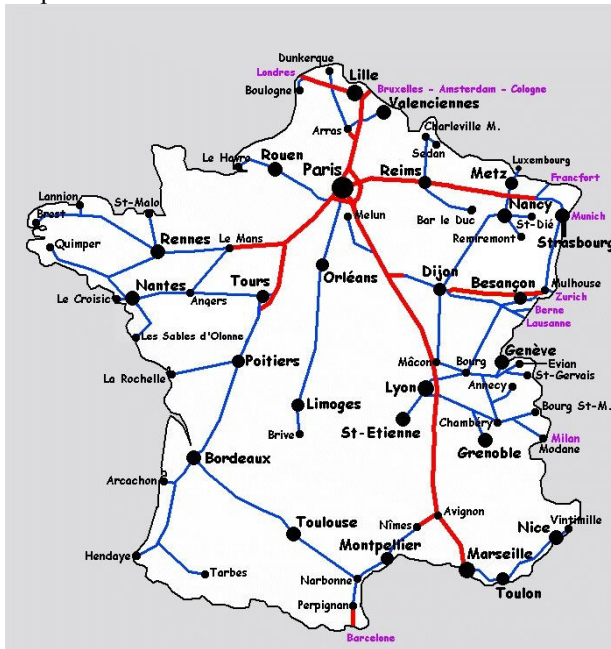 Dunkerque
Londres
Lille
Boulogne
Bruxelles - Amsterdam - Cologne
Valenciennes
Arras
Charleville M.
Le Havre
Rouen
Sedan
Paris
Reims
Metz
Luxembourg
Francfort
Lannion
St-Malo
Melun
Bar le Duc
Nancy
St-Dié
Munich
Brest
Remiremont
Strasbourg
Quimper
Rennes
Le Mans
Orléans
Dijon
Besançon
Mulhouse
Nantes
Tours
Zurich
Le Croisic
Angers
Berne
Lausanne
Les Sables d'Olonne
Genève
Mâcon
Bourg
Evian
Poitiers
St-Gervais
La Rochelle
Lyon
Annecy
Limoges
Bourg St-M.
St-Etienne
Chambéry
Brive
Milan
Grenoble
Modane
Bordeaux
Arcachon
Avignon
Nîmes
Vintimille
Toulouse
Nice
Montpellier
Hendaye
Marseille
Tarbes
Narbonne
Toulon
Perpignan
Barcelone